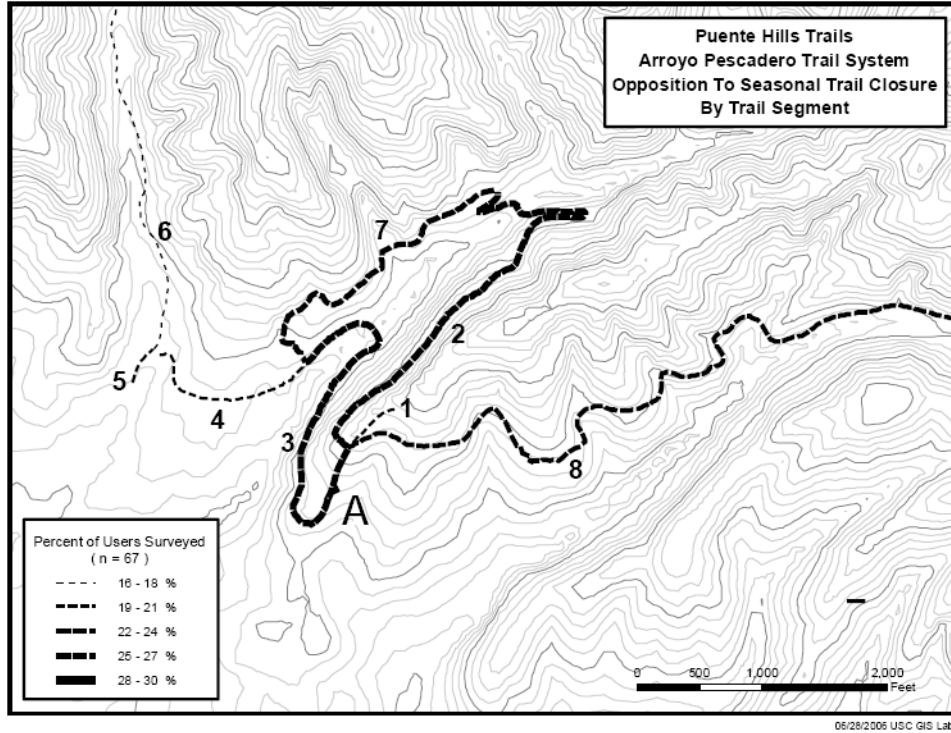 Puente Hills Trails
Arroyo Pescadero Trail System
Opposition To Seasonal Trail Closure
By Trail Segment
6
7
2
5
4
3
1
8
A
Percent of Users Surveyed
( n = 67 )
16 - 18 %
19 - 21 %
22 - 24 %
25 - 27 %
28 - 30 %
0 500 1,000 2,000
Feet
06/28/2006 USC GIS Lab